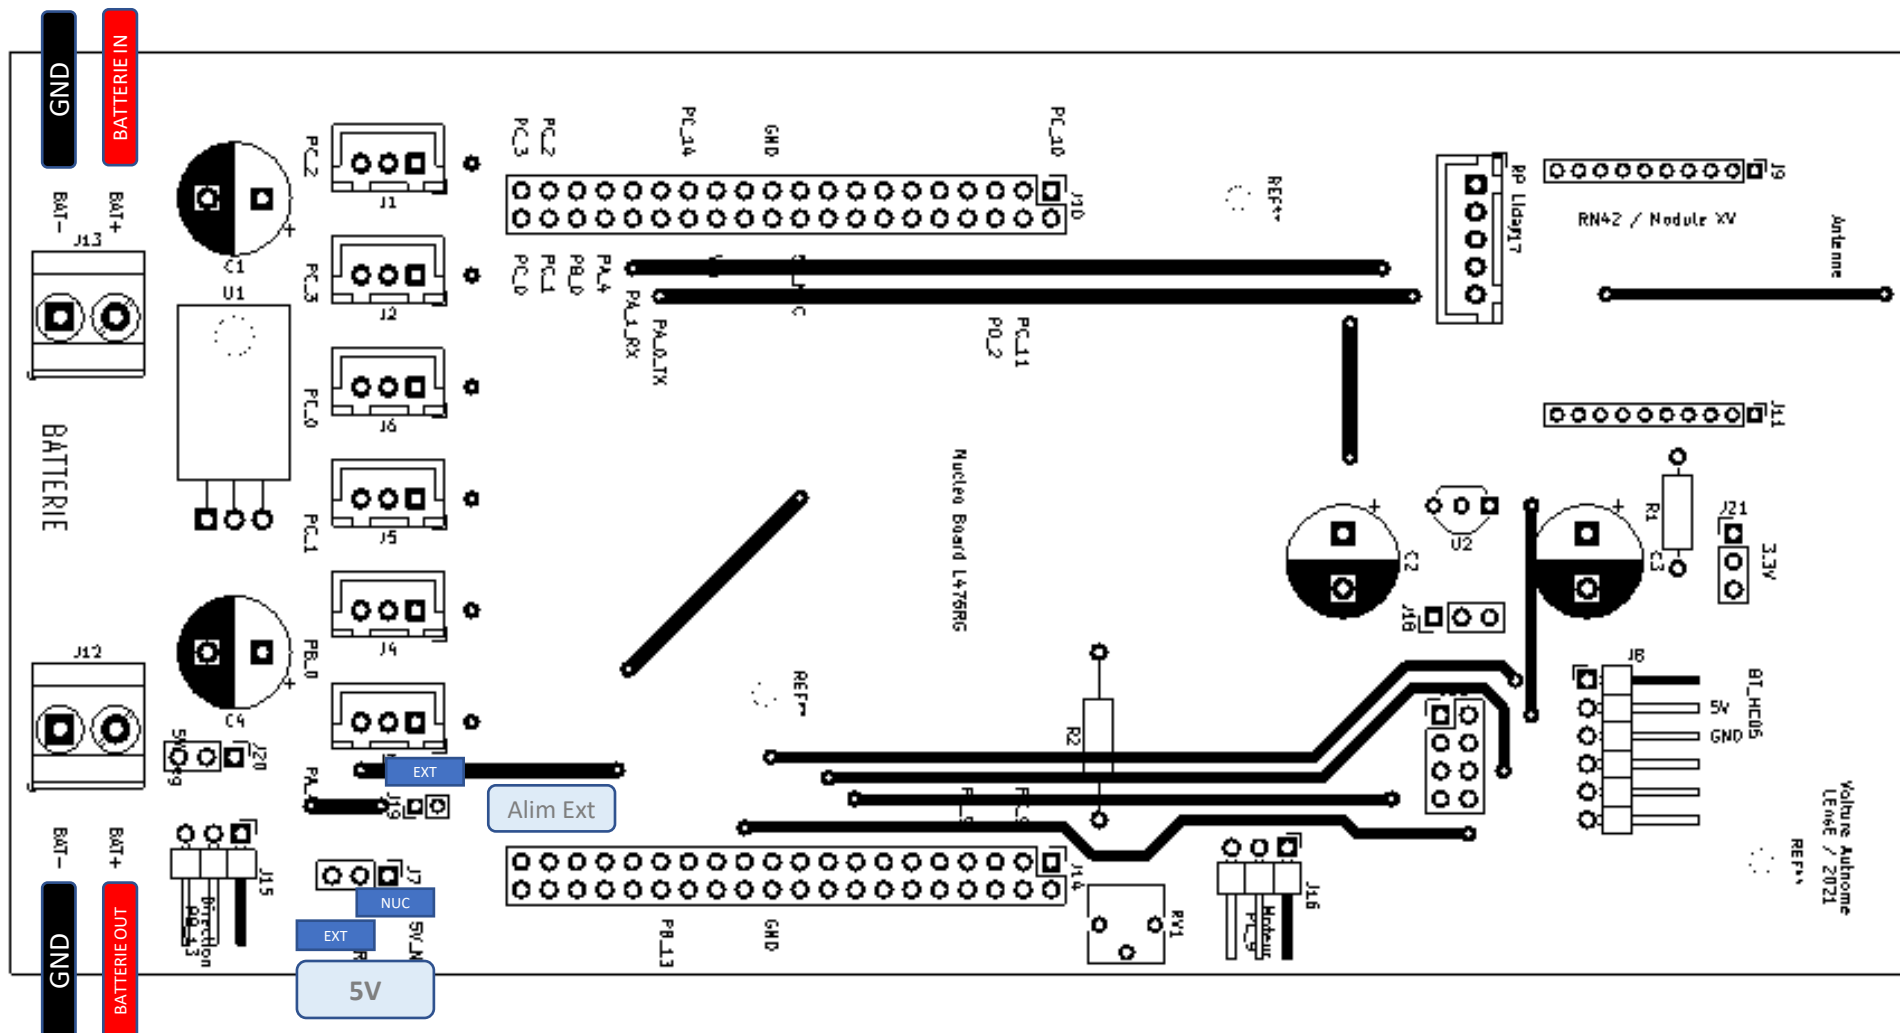 GND
BATTERIE IN
BAT-
BAT+
J13
C1
U1
BATTERIE
J12
C4
J20
BAT-
BAT+
GND
BATTERIE OUT
J15
Direction
PB_13
PC_2
J1
PC_3
J2
PC_0
J6
PC_1
J5
PB_0
J4
EXT
Alim Ext
J19
J7
NUC
EXT
5V
PC_3
PC_2
PC_14
GND
PC_10
J10
PC_0
PC_1
PB_0
PA_4
PA_1_RX
PA_0_TX
PD_2
PC_11
Nucleo Board L476RG
REF**
REF**
R2
J14
PB_13
GND
RV1
J16
Moteur
RP Lidar
J17
J9
RN42 / Module XV
Antenne
J11
C2
U2
J18
C3
R1
J21
3.3V
J8
BT_HC05
5V
GND
REF**
Voiture Autnome
LEnsE / 2021